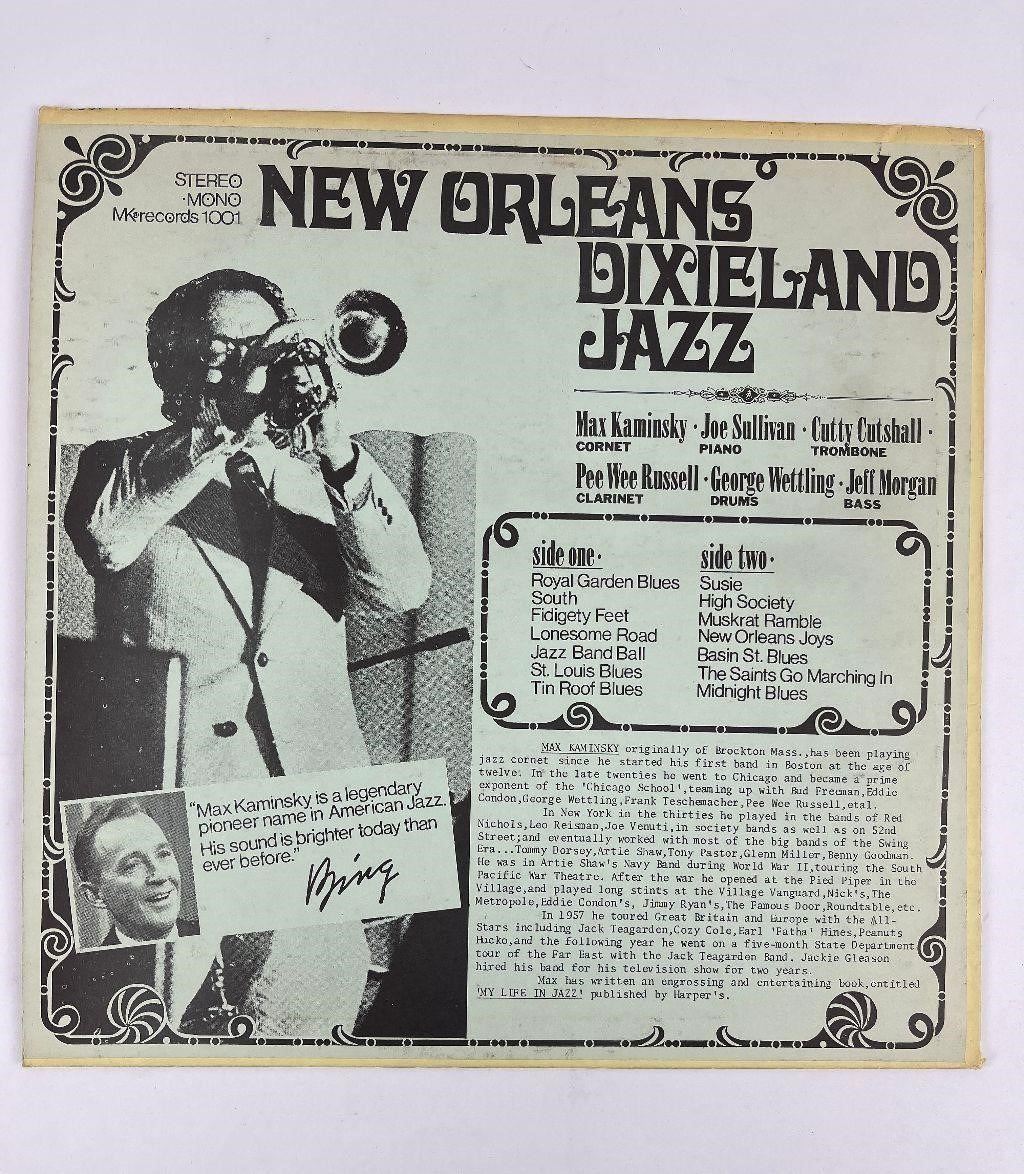 STEREO
·MONO
MK records 1001
NEW ORLEANS
DIXIELAND
JAZZ
Max Kaminsky · Joe Sullivan · Cutty Cutshall ·
CORNET PIANO TROMBONE
Pee Wee Russell · George Wettling · Jeff Morgan
CLARINET DRUMS BASS
side one·
Royal Garden Blues
South
Fidigety Feet
Lonesome Road
Jazz Band Ball
St. Louis Blues
Tin Roof Blues
side two·
Susie
High Society
Muskrat Ramble
New Orleans Joys
Basin St. Blues
The Saints Go Marching In
Midnight Blues
"Max Kaminsky is a legendary
pioneer name in American Jazz.
His sound is brighter today than
ever before."
Bing
MAX KAMINSKY originally of Brockton Mass.,has been playing
jazz cornet since he started his first band in Boston at the age of
twelve. In the late twenties he went to Chicago and became a prime
exponent of the 'Chicago School',teaming up with Bud Freeman,Eddie
Condon,George Wettling,Frank Teschemacher,Pee Wee Russell,etal.
In New York in the thirties he played in the bands of Red
Nichols,Leo Reisman,Joe Venuti,in society bands as well as on 52nd
Street;and eventually worked with most of the big bands of the Swing
Era...Tommy Dorsey,Artie Shaw,Tony Pastor,Glenn Miller,Benny Goodman.
He was in Artie Shaw's Navy Band during World War II,touring the South
Pacific War Theatre. After the war he opened at the Pied Piper in the
Village,and played long stints at the Village Vanguard,Nick's,The
Metropole,Eddie Condon's, Jimmy Ryan's,The Famous Door,Roundtable,etc.
In 1957 he toured Great Britain and Europe with the All-
Stars including Jack Teagarden,Cozy Cole,Earl 'Fatha' Hines,Peanuts
Hucko,and the following year he went on a five-month State Department
tour of the Far East with the Jack Teagarden Band. Jackie Gleason
hired his band for his television show for two years.
Max has written an engrossing and entertaining book,entitled
'MY LIFE IN JAZZ' published by Harper's.